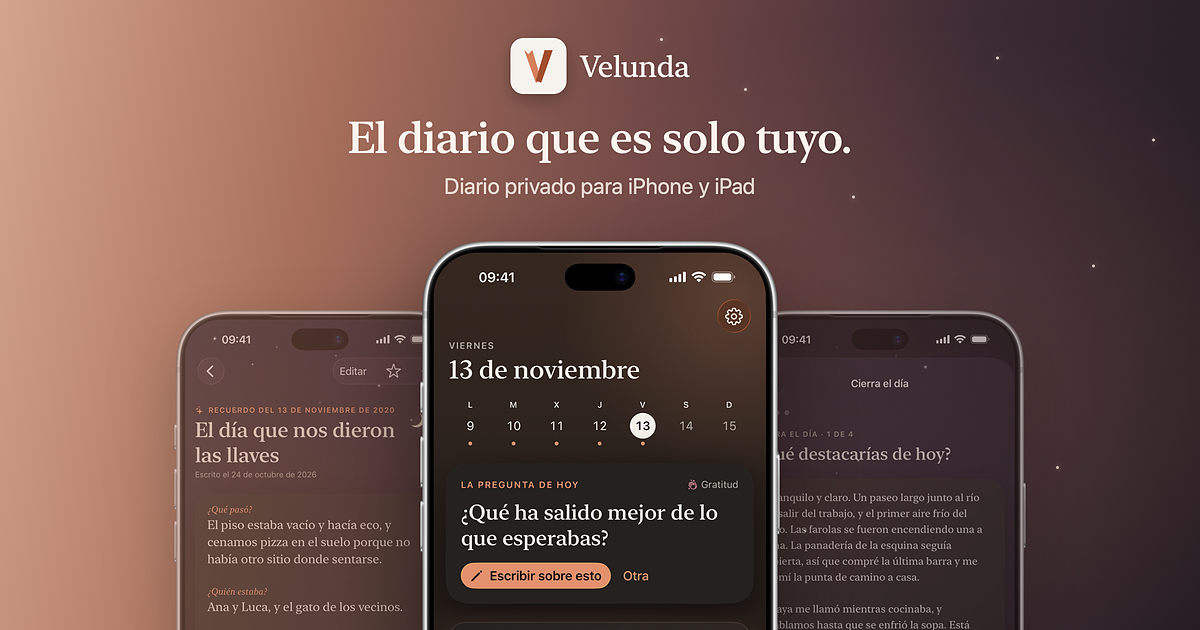 Velunda
El diario que es solo tuyo.
Diario privado para iPhone y iPad
09:41
Editar
RECUERDO DEL 13 DE NOVIEMBRE DE 2020
El día que nos dieron
las llaves
Escrito el 24 de octubre de 2026
¿Qué pasó?
El piso estaba vacío y hacía eco, y
cenamos pizza en el suelo porque no
había otro sitio donde sentarse.
¿Quién estaba?
Ana y Luca, y el gato de los vecinos.
09:41
VIERNES
13 de noviembre
L M X J V S D
9 10 11 12 13 14 15
LA PREGUNTA DE HOY
Gratitud
¿Qué ha salido mejor de lo
que esperabas?
Escribir sobre esto
Otra
09:41
Cierra el día
EL DÍA · 1 DE 4
destacarías de hoy?
y claro. Un paseo largo junto al río
salir del trabajo, y el primer aire frío del
Las farolas se fueron encendiendo una a
La panadería de la esquina seguía
así que compré la última barra y me
la punta de camino a casa.
me llamó mientras cocinaba, y
hasta que se enfrió la sopa. Está